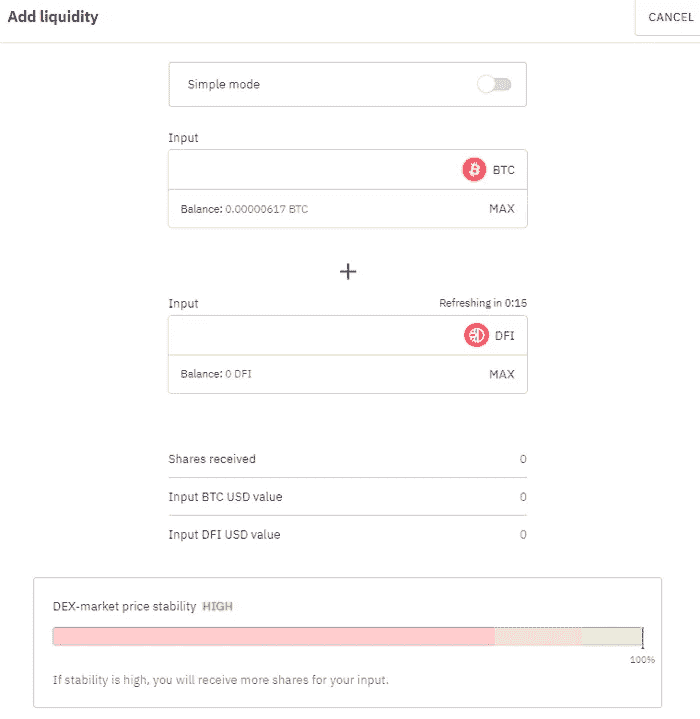 Add liquidity
CANCEL
Simple mode
Input
BTC
Balance: 0.00000617 BTC
MAX
+
Input
Refreshing in 0:15
DFI
Balance: 0 DFI
MAX
Shares received
0
Input BTC USD value
0
Input DFI USD value
0
DEX-market price stability HIGH
100%
If stability is high, you will receive more shares for your input.